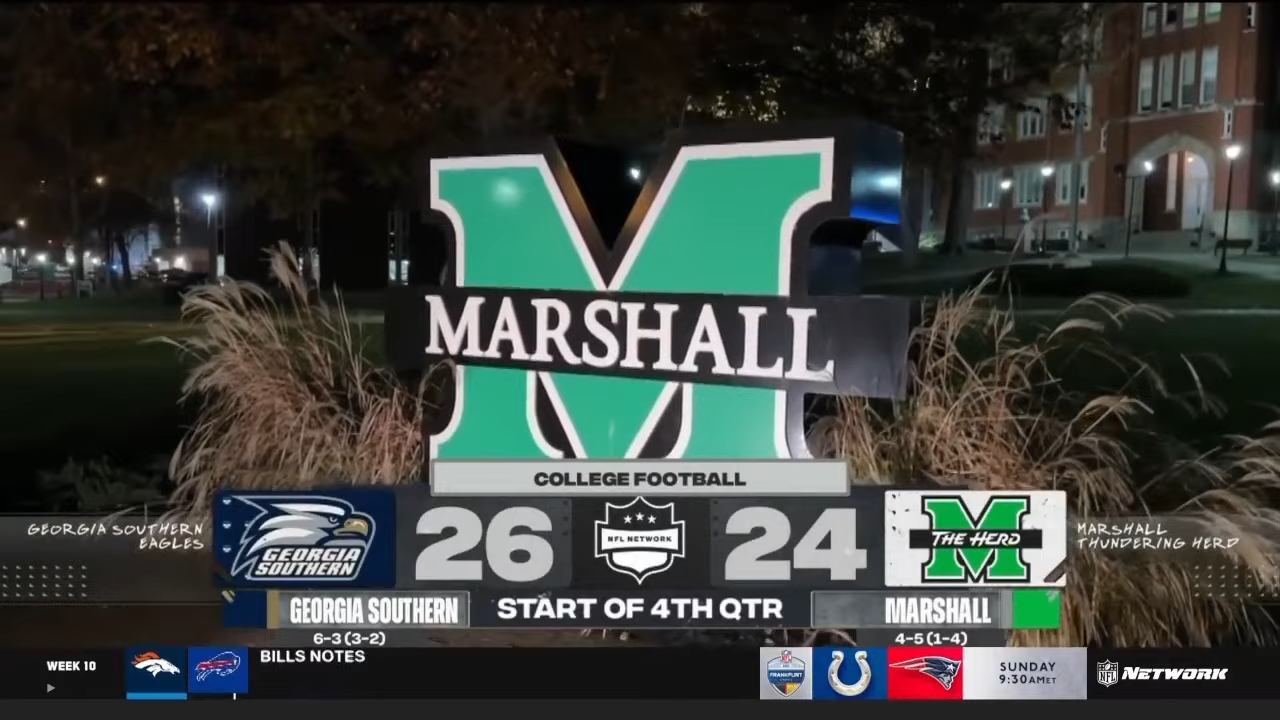 MARSHALL
COLLEGE FOOTBALL
GEORGIA SOUTHERN
EAGLES
GEORGIA
SOUTHERN
26
NFL NETWORK
24
THE HERD
MARSHALL
THUNDERING HERD
GEORGIA SOUTHERN
START OF 4TH QTR
MARSHALL
6-3 (3-2)
4-5 (1-4)
WEEK 10
BILLS NOTES
FRANKFURT
SUNDAY
9:30AM ET
NFL NETWORK